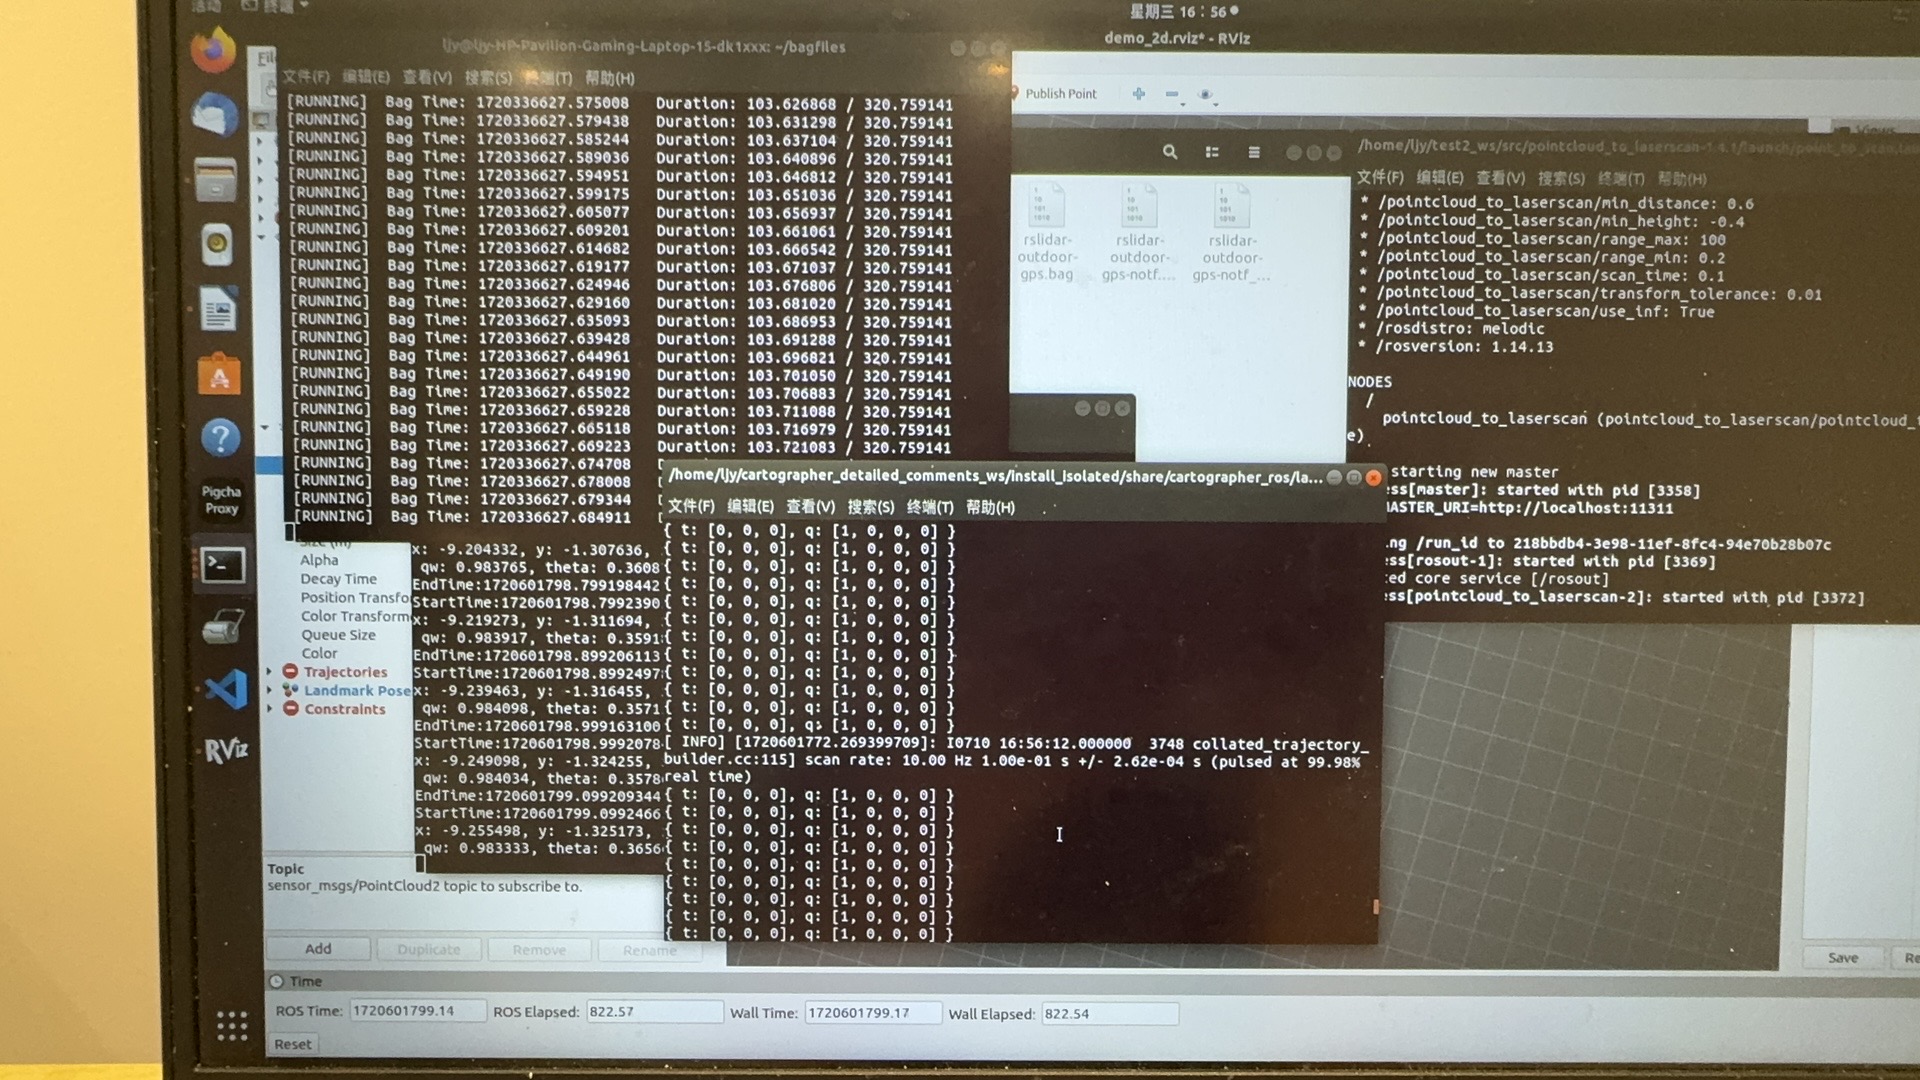 活动
终端
星期三 16：56
demo_2d.rviz* - RViz
ljy@ljy-HP-Pavilion-Gaming-Laptop-15-dk1xxx: ~/bagfiles
文件(F) 编辑(E) 查看(V) 搜索(S) 终端(T) 帮助(H)
[RUNNING] Bag Time: 1720336627.575008 Duration: 103.626868 / 320.759141
[RUNNING] Bag Time: 1720336627.579438 Duration: 103.631298 / 320.759141
[RUNNING] Bag Time: 1720336627.585244 Duration: 103.637104 / 320.759141
[RUNNING] Bag Time: 1720336627.589036 Duration: 103.640896 / 320.759141
[RUNNING] Bag Time: 1720336627.594951 Duration: 103.646812 / 320.759141
[RUNNING] Bag Time: 1720336627.599175 Duration: 103.651036 / 320.759141
[RUNNING] Bag Time: 1720336627.605077 Duration: 103.656937 / 320.759141
[RUNNING] Bag Time: 1720336627.609201 Duration: 103.661061 / 320.759141
[RUNNING] Bag Time: 1720336627.614682 Duration: 103.666542 / 320.759141
[RUNNING] Bag Time: 1720336627.619177 Duration: 103.671037 / 320.759141
[RUNNING] Bag Time: 1720336627.624946 Duration: 103.676806 / 320.759141
[RUNNING] Bag Time: 1720336627.629160 Duration: 103.681020 / 320.759141
[RUNNING] Bag Time: 1720336627.635093 Duration: 103.686953 / 320.759141
[RUNNING] Bag Time: 1720336627.639428 Duration: 103.691288 / 320.759141
[RUNNING] Bag Time: 1720336627.644961 Duration: 103.696821 / 320.759141
[RUNNING] Bag Time: 1720336627.649190 Duration: 103.701050 / 320.759141
[RUNNING] Bag Time: 1720336627.655022 Duration: 103.706883 / 320.759141
[RUNNING] Bag Time: 1720336627.659228 Duration: 103.711088 / 320.759141
[RUNNING] Bag Time: 1720336627.665118 Duration: 103.716979 / 320.759141
[RUNNING] Bag Time: 1720336627.669223 Duration: 103.721083 / 320.759141
[RUNNING] Bag Time: 1720336627.674708
[RUNNING] Bag Time: 1720336627.678008
[RUNNING] Bag Time: 1720336627.679344
[RUNNING] Bag Time: 1720336627.684911
Publish Point
rslidar-outdoor-gps.bag
rslidar-outdoor-gps-notf....
rslidar-outdoor-gps-notf_...
Views
/home/ljy/test2_ws/src/pointcloud_to_laserscan-1.4.1/launch/point_to_scan.lau
文件(F) 编辑(E) 查看(V) 搜索(S) 终端(T) 帮助(H)
* /pointcloud_to_laserscan/min_distance: 0.6
* /pointcloud_to_laserscan/min_height: -0.4
* /pointcloud_to_laserscan/range_max: 100
* /pointcloud_to_laserscan/range_min: 0.2
* /pointcloud_to_laserscan/scan_time: 0.1
* /pointcloud_to_laserscan/transform_tolerance: 0.01
* /pointcloud_to_laserscan/use_inf: True
* /rosdistro: melodic
* /rosversion: 1.14.13
NODES
/
pointcloud_to_laserscan (pointcloud_to_laserscan/pointcloud_t
e)
starting new master
ess[master]: started with pid [3358]
MASTER_URI=http://localhost:11311
ng /run_id to 218bbdb4-3e98-11ef-8fc4-94e70b28b07c
ess[rosout-1]: started with pid [3369]
ted core service [/rosout]
ess[pointcloud_to_laserscan-2]: started with pid [3372]
Pigcha
Proxy
RViz
Size (m)
Alpha
Decay Time
Position Transfo
Color Transform
Queue Size
Color
Trajectories
Landmark Pose
Constraints
x: -9.204332, y: -1.307636,
qw: 0.983765, theta: 0.3608
EndTime:1720601798.799198442
StartTime:1720601798.7992390
x: -9.219273, y: -1.311694,
qw: 0.983917, theta: 0.3591
EndTime:1720601798.899206113
StartTime:1720601798.8992497
x: -9.239463, y: -1.316455,
qw: 0.984098, theta: 0.3571
EndTime:1720601798.999163100
StartTime:1720601798.9992078
x: -9.249098, y: -1.324255,
qw: 0.984034, theta: 0.3578
EndTime:1720601799.099209344
StartTime:1720601799.0992466
x: -9.255498, y: -1.325173,
qw: 0.983333, theta: 0.3656
/home/ljy/cartographer_detailed_comments_ws/install_isolated/share/cartographer_ros/la...
文件(F) 编辑(E) 查看(V) 搜索(S) 终端(T) 帮助(H)
{ t: [0, 0, 0], q: [1, 0, 0, 0] }
{ t: [0, 0, 0], q: [1, 0, 0, 0] }
{ t: [0, 0, 0], q: [1, 0, 0, 0] }
{ t: [0, 0, 0], q: [1, 0, 0, 0] }
{ t: [0, 0, 0], q: [1, 0, 0, 0] }
{ t: [0, 0, 0], q: [1, 0, 0, 0] }
{ t: [0, 0, 0], q: [1, 0, 0, 0] }
{ t: [0, 0, 0], q: [1, 0, 0, 0] }
{ t: [0, 0, 0], q: [1, 0, 0, 0] }
{ t: [0, 0, 0], q: [1, 0, 0, 0] }
{ t: [0, 0, 0], q: [1, 0, 0, 0] }
{ t: [0, 0, 0], q: [1, 0, 0, 0] }
[ INFO] [1720601772.269399709]: I0710 16:56:12.000000 3748 collated_trajectory_
builder.cc:115] scan rate: 10.00 Hz 1.00e-01 s +/- 2.62e-04 s (pulsed at 99.98%
real time)
{ t: [0, 0, 0], q: [1, 0, 0, 0] }
{ t: [0, 0, 0], q: [1, 0, 0, 0] }
{ t: [0, 0, 0], q: [1, 0, 0, 0] }
{ t: [0, 0, 0], q: [1, 0, 0, 0] }
{ t: [0, 0, 0], q: [1, 0, 0, 0] }
{ t: [0, 0, 0], q: [1, 0, 0, 0] }
{ t: [0, 0, 0], q: [1, 0, 0, 0] }
{ t: [0, 0, 0], q: [1, 0, 0, 0] }
{ t: [0, 0, 0], q: [1, 0, 0, 0] }
Topic
sensor_msgs/PointCloud2 topic to subscribe to.
Add Duplicate Remove Rename
Save Re
Time
ROS Time: 1720601799.14 ROS Elapsed: 822.57 Wall Time: 1720601799.17 Wall Elapsed: 822.54
Reset